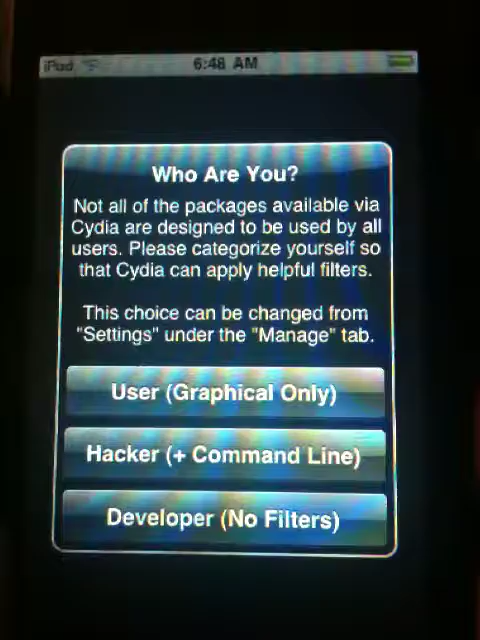 iPod 6:48 AM
Who Are You?
Not all of the packages available via
Cydia are designed to be used by all
users. Please categorize yourself so
that Cydia can apply helpful filters.
This choice can be changed from
"Settings" under the "Manage" tab.
User (Graphical Only)
Hacker (+ Command Line)
Developer (No Filters)